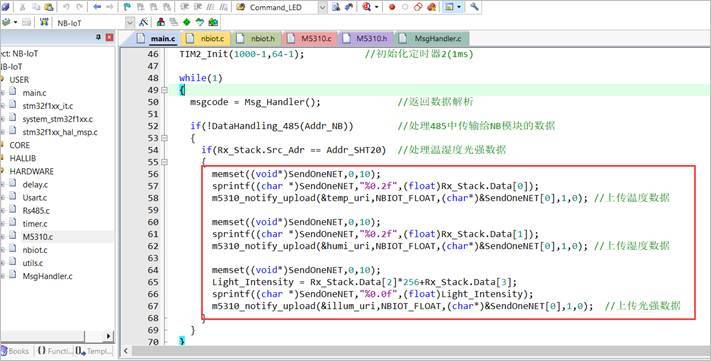 Command_LED
NB-IoT
main.c
nbiot.c
nbiot.h
M5310.c
M5310.h
MsgHandler.c
ect: NB-IoT
NB-IoT
USER
main.c
stm32f1xx_it.c
system_stm32f1xx.c
stm32f1xx_hal_msp.c
CORE
HALLIB
HARDWARE
delay.c
Usart.c
Rs485.c
timer.c
M5310.c
nbiot.c
utils.c
MsgHandler.c
Books
Functi...
Templ...
46 TIM2_Init(1000-1,64-1); //初始化定时器2(1ms)
47
48 while(1)
49 {
50 msgcode = Msg_Handler(); //返回数据解析
51
52 if(!DataHandling_485(Addr_NB)) //处理485中传输给NB模块的数据
53 {
54 if(Rx_Stack.Src_Adr == Addr_SHT20) //处理温湿度光强数据
55 {
56 memset((void*)SendOneNET,0,10);
57 sprintf((char *)SendOneNET,"%0.2f",(float)Rx_Stack.Data[0]);
58 m5310_notify_upload(&temp_uri,NBIOT_FLOAT,(char*)&SendOneNET[0],1,0); //上传温度数据
59
60 memset((void*)SendOneNET,0,10);
61 sprintf((char *)SendOneNET,"%0.2f",(float)Rx_Stack.Data[1]);
62 m5310_notify_upload(&humi_uri,NBIOT_FLOAT,(char*)&SendOneNET[0],1,0); //上传湿度数据
63
64 memset((void*)SendOneNET,0,10);
65 Light_Intensity = Rx_Stack.Data[2]*256+Rx_Stack.Data[3];
66 sprintf((char *)SendOneNET,"%0.0f",(float)Light_Intensity);
67 m5310_notify_upload(&illum_uri,NBIOT_FLOAT,(char*)&SendOneNET[0],1,0); //上传光强数据
68 }
69 }
70 }